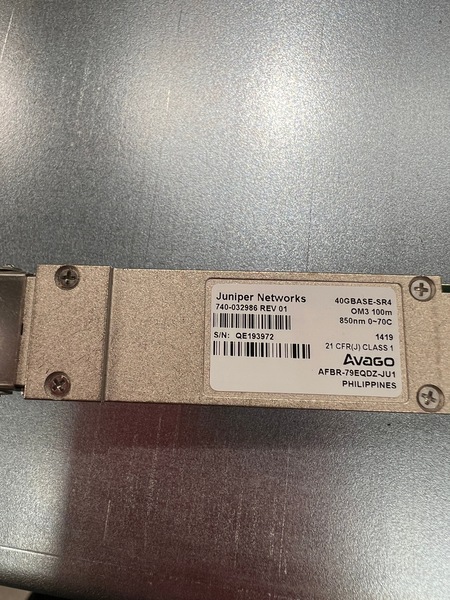 Juniper Networks
740-032986 REV 01
S/N: QE193972
40GBASE-SR4
OM3 100m
850nm 0~70C
1419
21 CFR(J) CLASS 1
AVAGO
AFBR-79EQDZ-JU1
PHILIPPINES